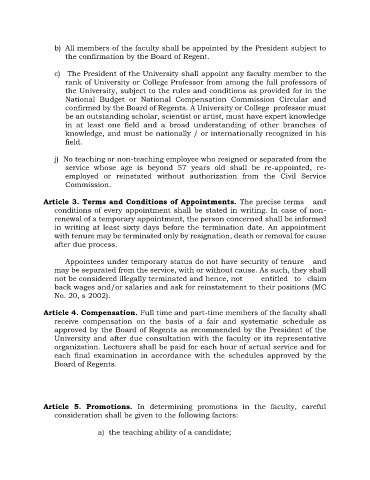 b) All members of the faculty shall be appointed by the President subject to
the confirmation by the Board of Regent.
c) The President of the University shall appoint any faculty member to the
rank of University or College Professor from among the full professors of
the University, subject to the rules and conditions as provided for in the
National Budget or National Compensation Commission Circular and
confirmed by the Board of Regents. A University or College professor must
be an outstanding scholar, scientist or artist, must have expert knowledge
in at least one field and a broad understanding of other branches of
knowledge, and must be nationally / or internationally recognized in his
field.
j) No teaching or non-teaching employee who resigned or separated from the
service whose age is beyond 57 years old shall be re-appointed, re-
employed or reinstated without authorization from the Civil Service
Commission.
Article 3. Terms and Conditions of Appointments. The precise terms and
conditions of every appointment shall be stated in writing. In case of non-
renewal of a temporary appointment, the person concerned shall be informed
in writing at least sixty days before the termination date. An appointment
with tenure may be terminated only by resignation, death or removal for cause
after due process.
Appointees under temporary status do not have security of tenure and
may be separated from the service, with or without cause. As such, they shall
not be considered illegally terminated and hence, not entitled to claim
back wages and/or salaries and ask for reinstatement to their positions (MC
No. 20, s 2002).
Article 4. Compensation. Full time and part-time members of the faculty shall
receive compensation on the basis of a fair and systematic schedule as
approved by the Board of Regents as recommended by the President of the
University and after due consultation with the faculty or its representative
organization. Lecturers shall be paid for each hour of actual service and for
each final examination in accordance with the schedules approved by the
Board of Regents.
Article 5. Promotions. In determining promotions in the faculty, careful
consideration shall be given to the following factors:
a) the teaching ability of a candidate;